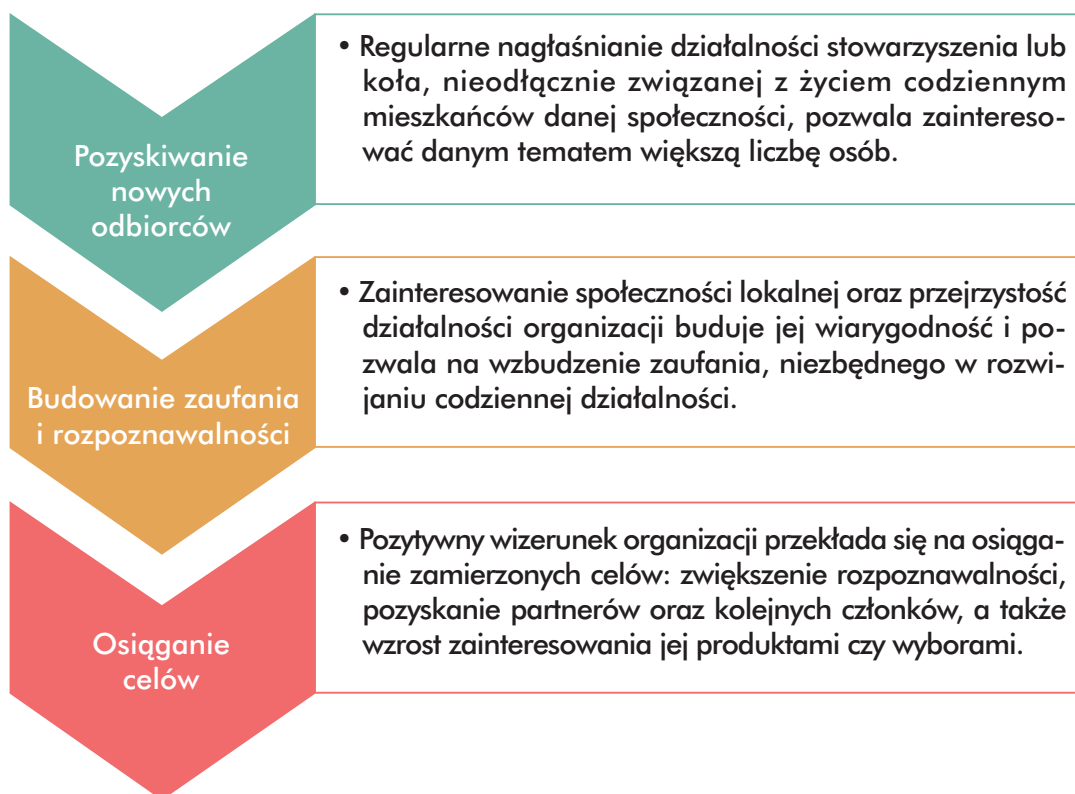 Pozyskiwanie
nowych
odbiorców
• Regularne nagłaśnianie działalności stowarzyszenia lub
koła, nieodłącznie związanej z życiem codziennym
mieszkańców danej społeczności, pozwala zaintereso-
wać danym tematem większą liczbę osób.
Budowanie zaufania
i rozpoznawalności
• Zainteresowanie społeczności lokalnej oraz przejrzystość
działalności organizacji buduje jej wiarygodność i po-
zwala na wzbudzenie zaufania, niezbędnego w rozwi-
janiu codziennej działalności.
Osiąganie
celów
• Pozytywny wizerunek organizacji przekłada się na osiąga-
nie zamierzonych celów: zwiększenie rozpoznawalności,
pozyskanie partnerów oraz kolejnych członków, a także
wzrost zainteresowania jej produktami czy wyborami.